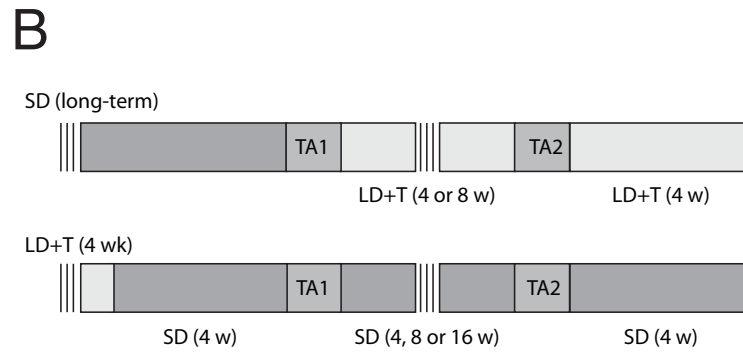 B
SD (long-term)
TA1 TA2
LD+T (4 or 8 w) LD+T (4 w)
LD+T (4 wk)
TA1 TA2
SD (4 w) SD (4, 8 or 16 w) SD (4 w)